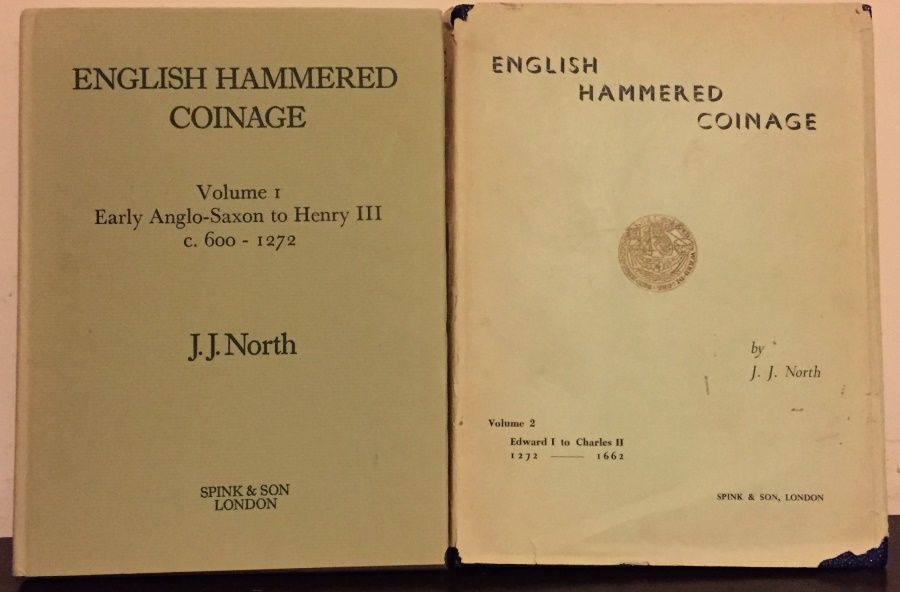 ENGLISH HAMMERED
COINAGE
Volume I
Early Anglo-Saxon to Henry III
c. 600 - 1272
J.J. North
SPINK & SON
LONDON
ENGLISH
HAMMERED
COINAGE
by
J. J. North
Volume 2
Edward I to Charles II
1272 —— 1662
SPINK & SON, LONDON